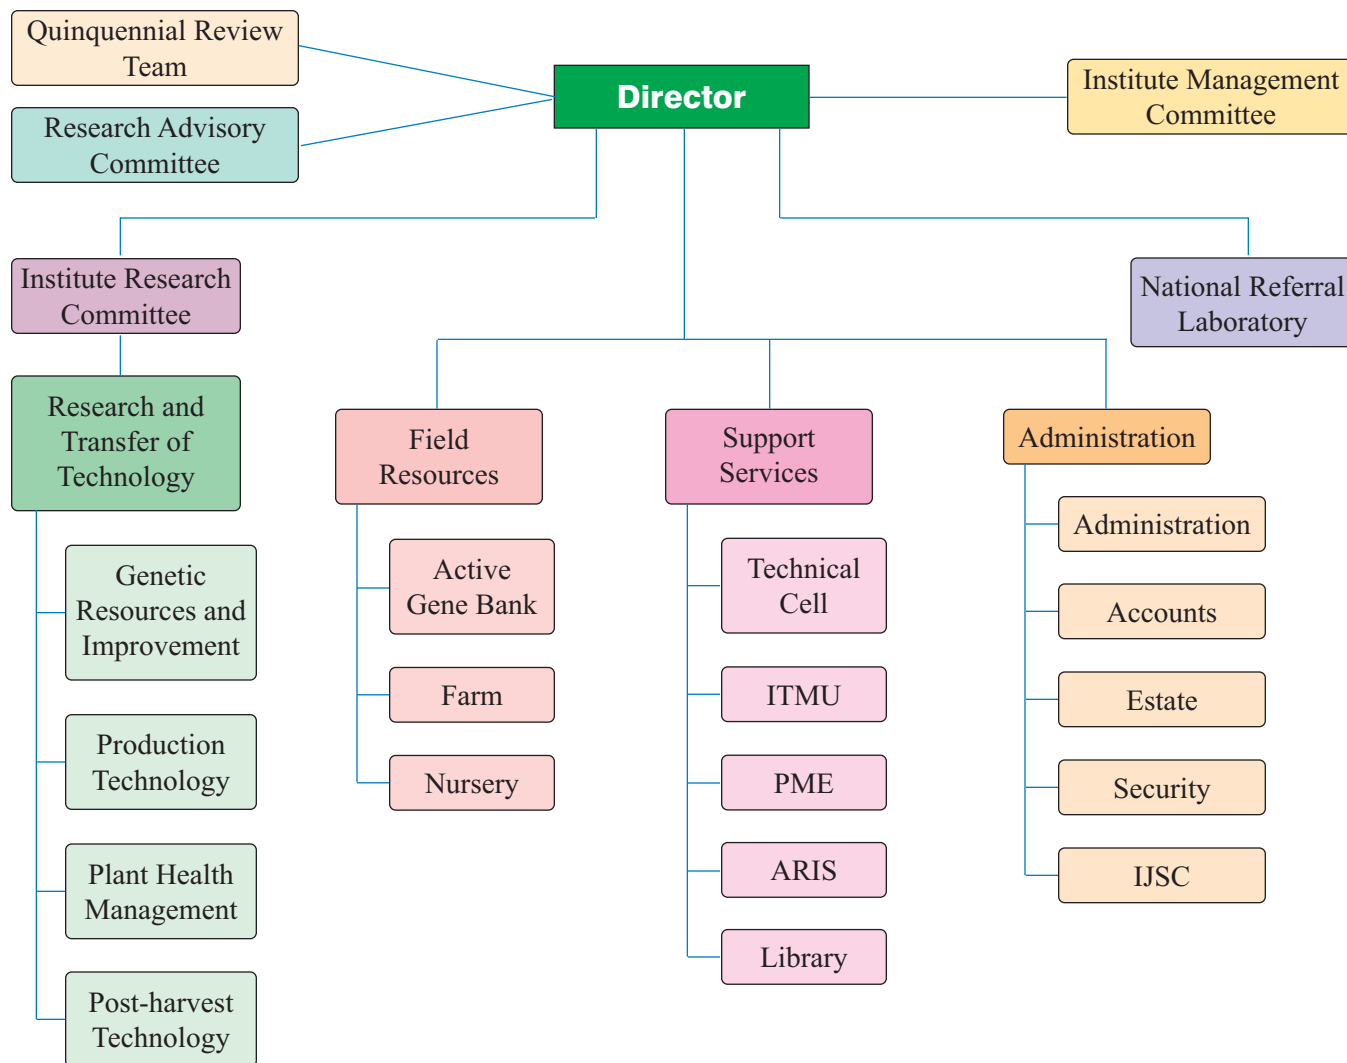 Quinquennial Review
Team
Research Advisory
Committee
Director
Institute Management
Committee
Institute Research
Committee
National Referral
Laboratory
Research and
Transfer of
Technology
Genetic
Resources and
Improvement
Production
Technology
Plant Health
Management
Post-harvest
Technology
Field
Resources
Active
Gene Bank
Farm
Nursery
Support
Services
Technical
Cell
ITMU
PME
ARIS
Library
Administration
Administration
Accounts
Estate
Security
IJSC